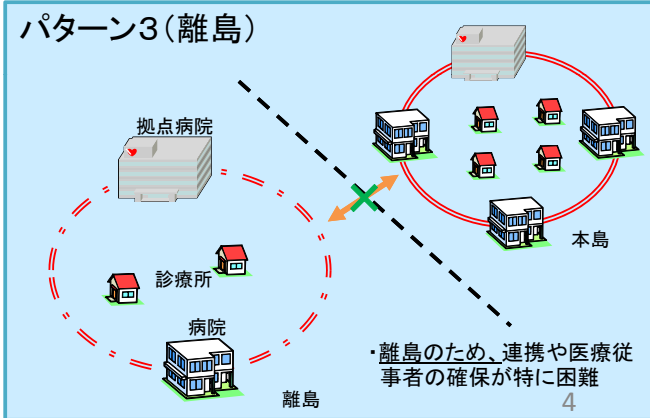 パターン3(離島)
拠点病院
診療所
病院
離島
本島
・離島のため、連携や医療従
事者の確保が特に困難
4